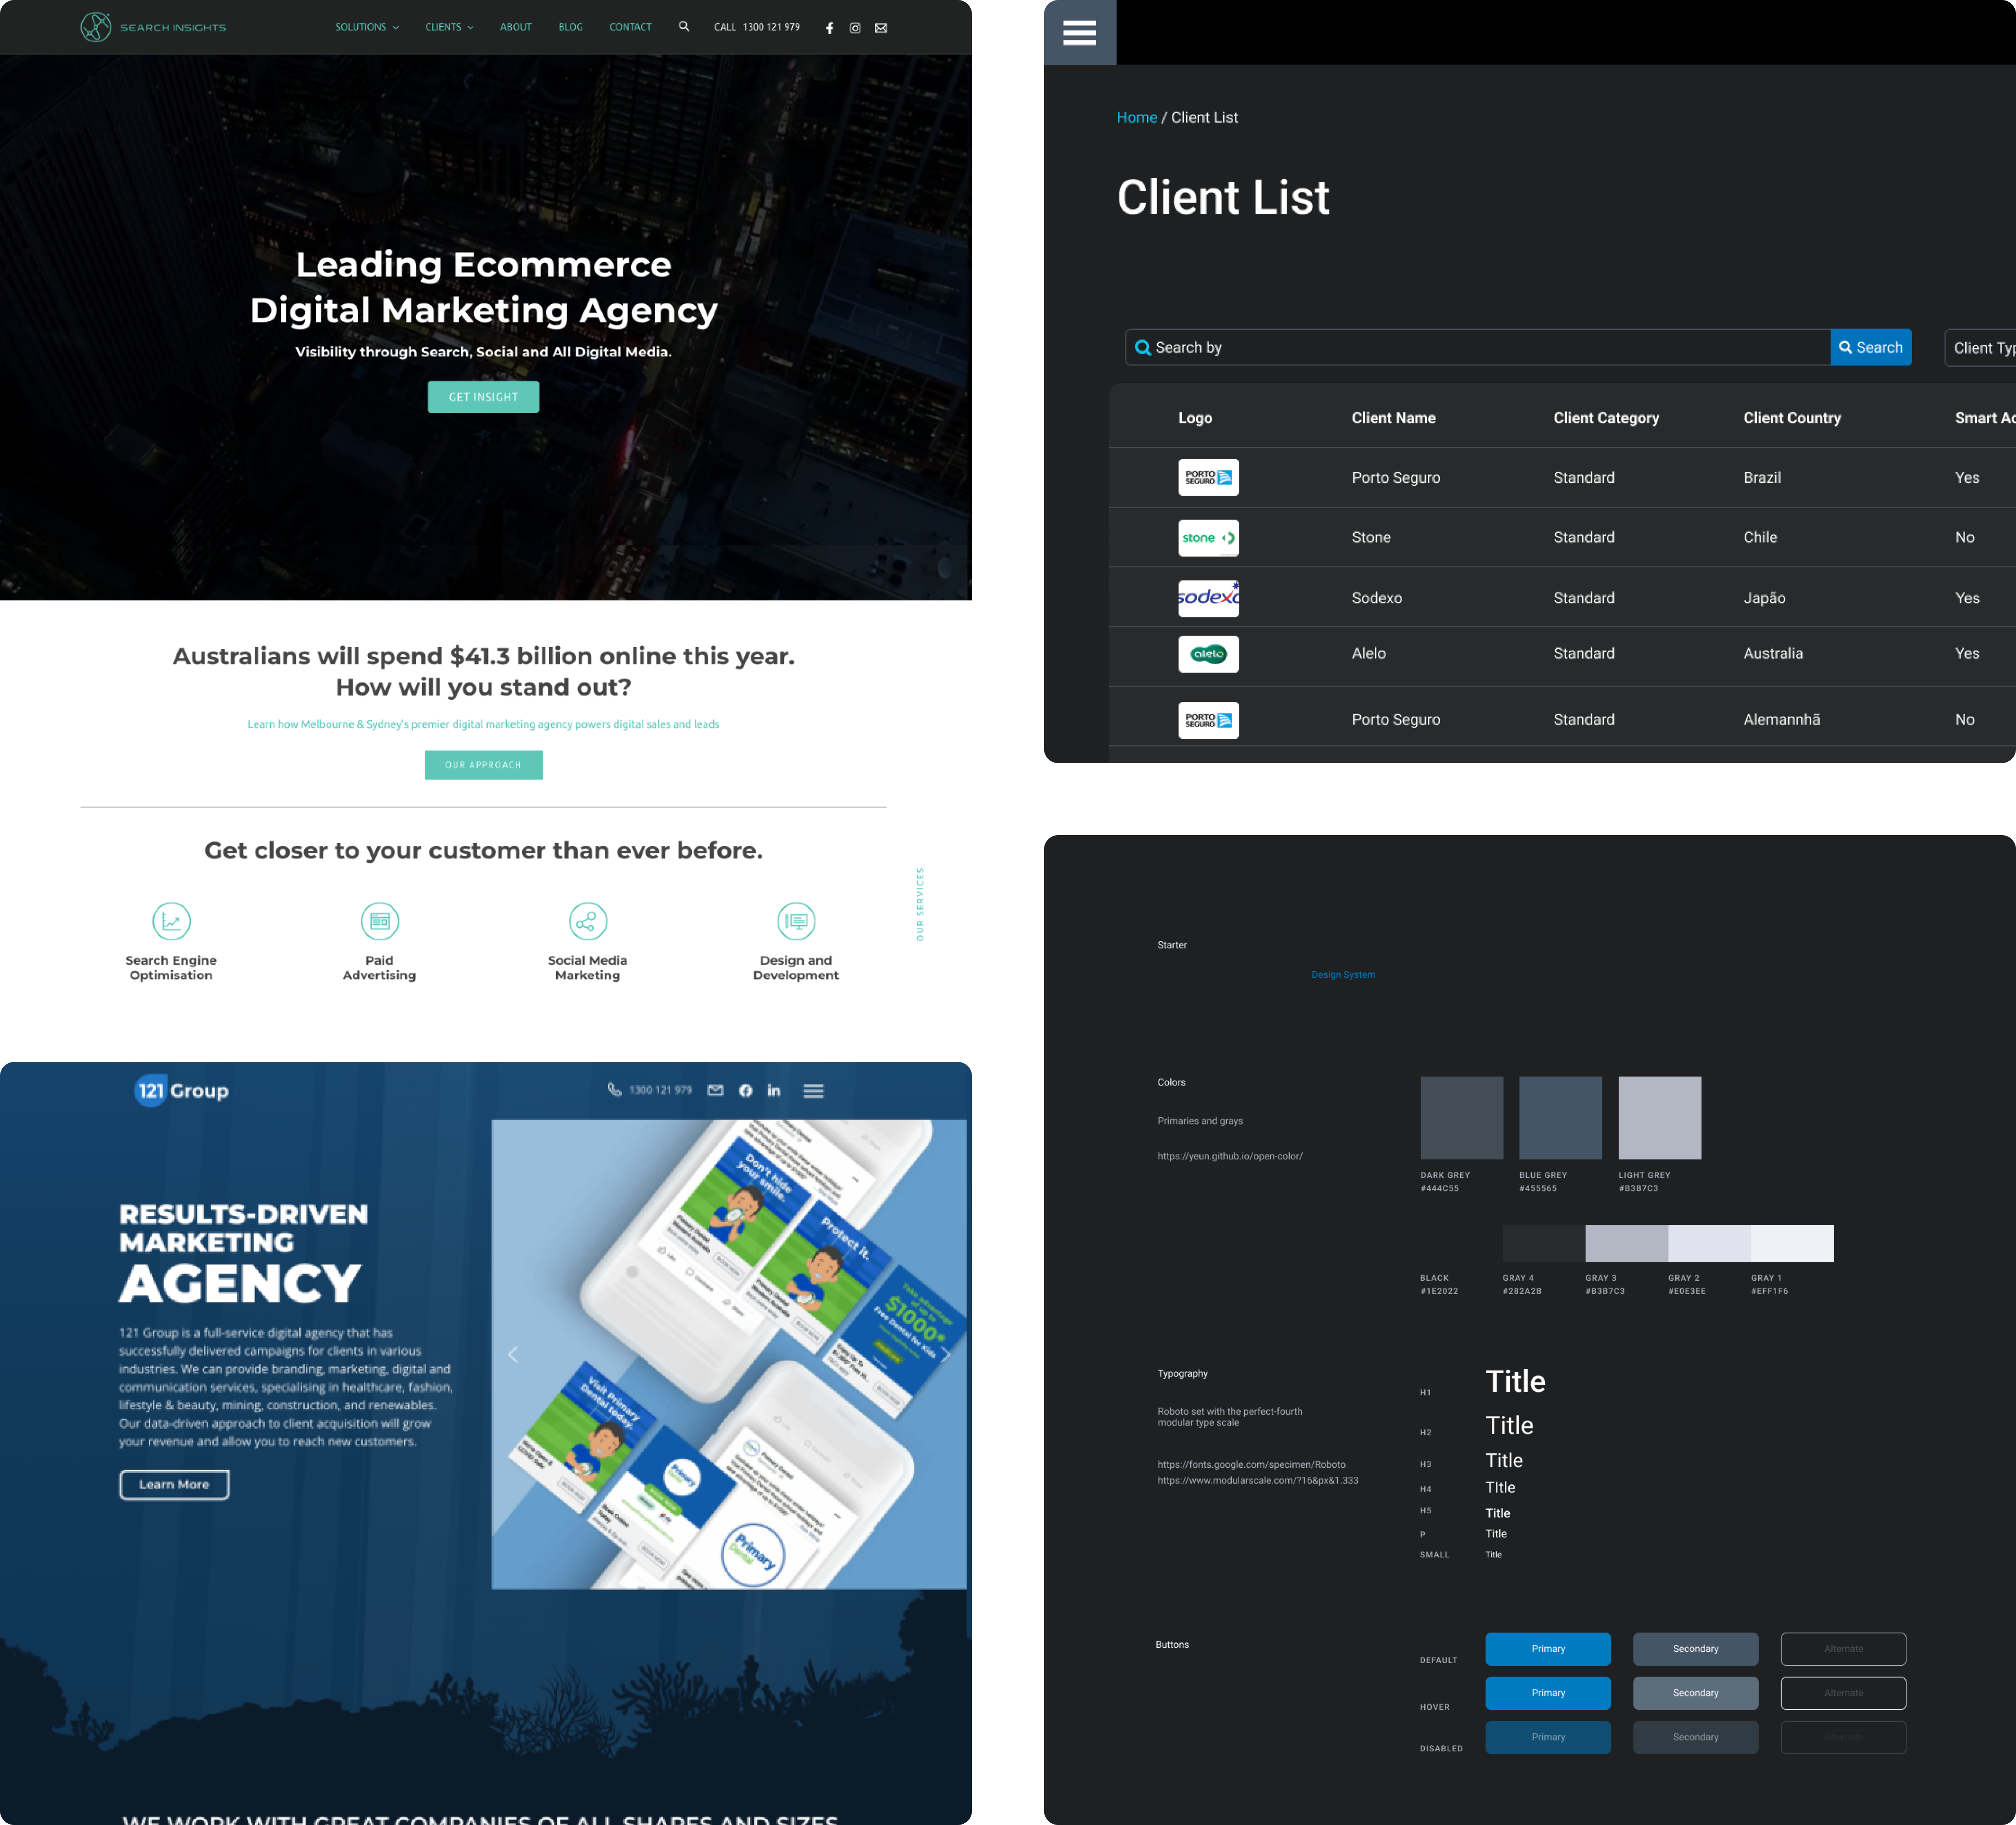 SEARCH INSIGHTS
SOLUTIONS CLIENTS ABOUT BLOG CONTACT CALL 1300 121 979
Leading Ecommerce
Digital Marketing Agency
Visibility through Search, Social and All Digital Media.
GET INSIGHT
Australians will spend $41.3 billion online this year.
How will you stand out?
Learn how Melbourne & Sydney's premier digital marketing agency powers digital sales and leads
OUR APPROACH
Get closer to your customer than ever before.
OUR SERVICES
Search Engine
Optimisation
Paid
Advertising
Social Media
Marketing
Design and
Development
121 Group
1300 121 979
RESULTS-DRIVEN
MARKETING
AGENCY
121 Group is a full-service digital agency that has
successfully delivered campaigns for clients in various
industries. We can provide branding, marketing, digital and
communication services, specialising in healthcare, fashion,
lifestyle & beauty, mining, construction, and renewables.
Our data-driven approach to client acquisition will grow
your revenue and allow you to reach new customers.
Learn More
Don't hide
your smile.
Protect it.
Take advantage
of up to
$1000*
Free Dental for Kids
Visit Primary
Dental today.
Primary
Dental
WE WORK WITH GREAT COMPANIES OF ALL SHAPES AND SIZES
Home / Client List
Client List
Search by
Search
Client Typ
Logo Client Name Client Category Client Country Smart Ac
PORTO
SEGURO
Porto Seguro Standard Brazil Yes
stone
Stone Standard Chile No
sodexo
Sodexo Standard Japão Yes
alelo
Alelo Standard Australia Yes
PORTO
SEGURO
Porto Seguro Standard Alemannhã No
Starter
Design System
Colors
Primaries and grays
https://yeun.github.io/open-color/
DARK GREY
#444C55
BLUE GREY
#455565
LIGHT GREY
#B3B7C3
BLACK
#1E2022
GRAY 4
#282A2B
GRAY 3
#B3B7C3
GRAY 2
#E0E3EE
GRAY 1
#EFF1F6
Typography
Roboto set with the perfect-fourth
modular type scale
https://fonts.google.com/specimen/Roboto
https://www.modularscale.com/?16&px&1.333
H1 Title
H2 Title
H3 Title
H4 TItle
H5 Title
P Title
SMALL Title
Buttons
DEFAULT Primary Secondary Alternate
HOVER Primary Secondary Alternate
DISABLED Primary Secondary Alternate